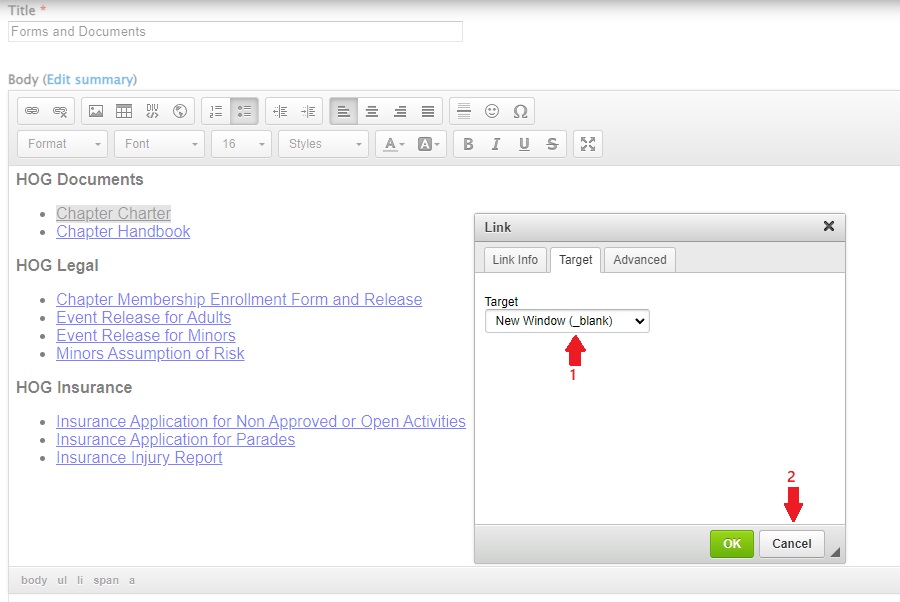 Title *
Forms and Documents
Body (Edit summary)
DIV
Format Font 16 Styles A A B I U S
HOG Documents
Chapter Charter
Chapter Handbook
HOG Legal
Chapter Membership Enrollment Form and Release
Event Release for Adults
Event Release for Minors
Minors Assumption of Risk
HOG Insurance
Insurance Application for Non Approved or Open Activities
Insurance Application for Parades
Insurance Injury Report
Link
Link Info Target Advanced
Target
New Window (_blank)
1
2
OK Cancel
body ul li span a